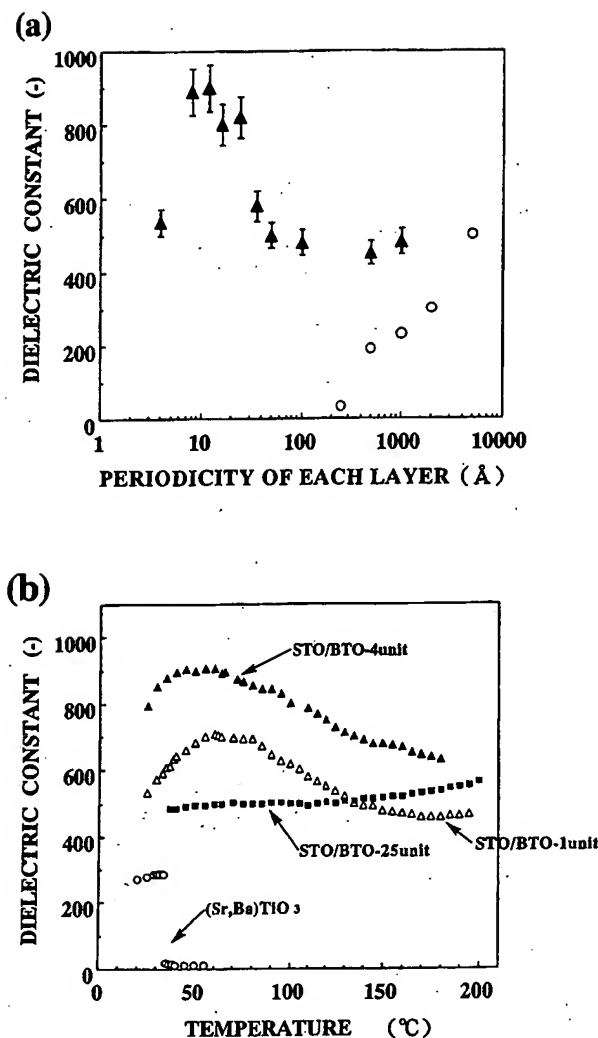 (a)
1000
800
600
400
200
0
1
10
100
1000
10000
DIELECTRIC CONSTANT (-)
PERIODICITY OF EACH LAYER (Å)
(b)
1000
800
600
400
200
0
0
50
100
150
200
DIELECTRIC CONSTANT (-)
STO/BTO-4unit
STO/BTO-1unit
STO/BTO-25unit
(Sr,Ba)TiO3
TEMPERATURE (℃)